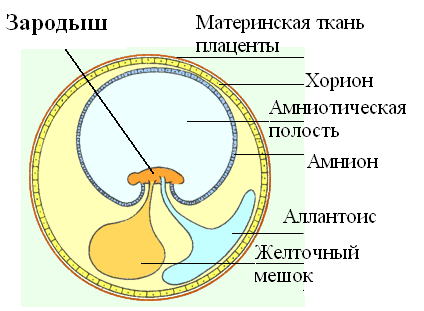 Зародыш
Материнская ткань
плаценты
Хорион
Амниотическая
полость
Амнион
Аллантоис
Желточный
мешок